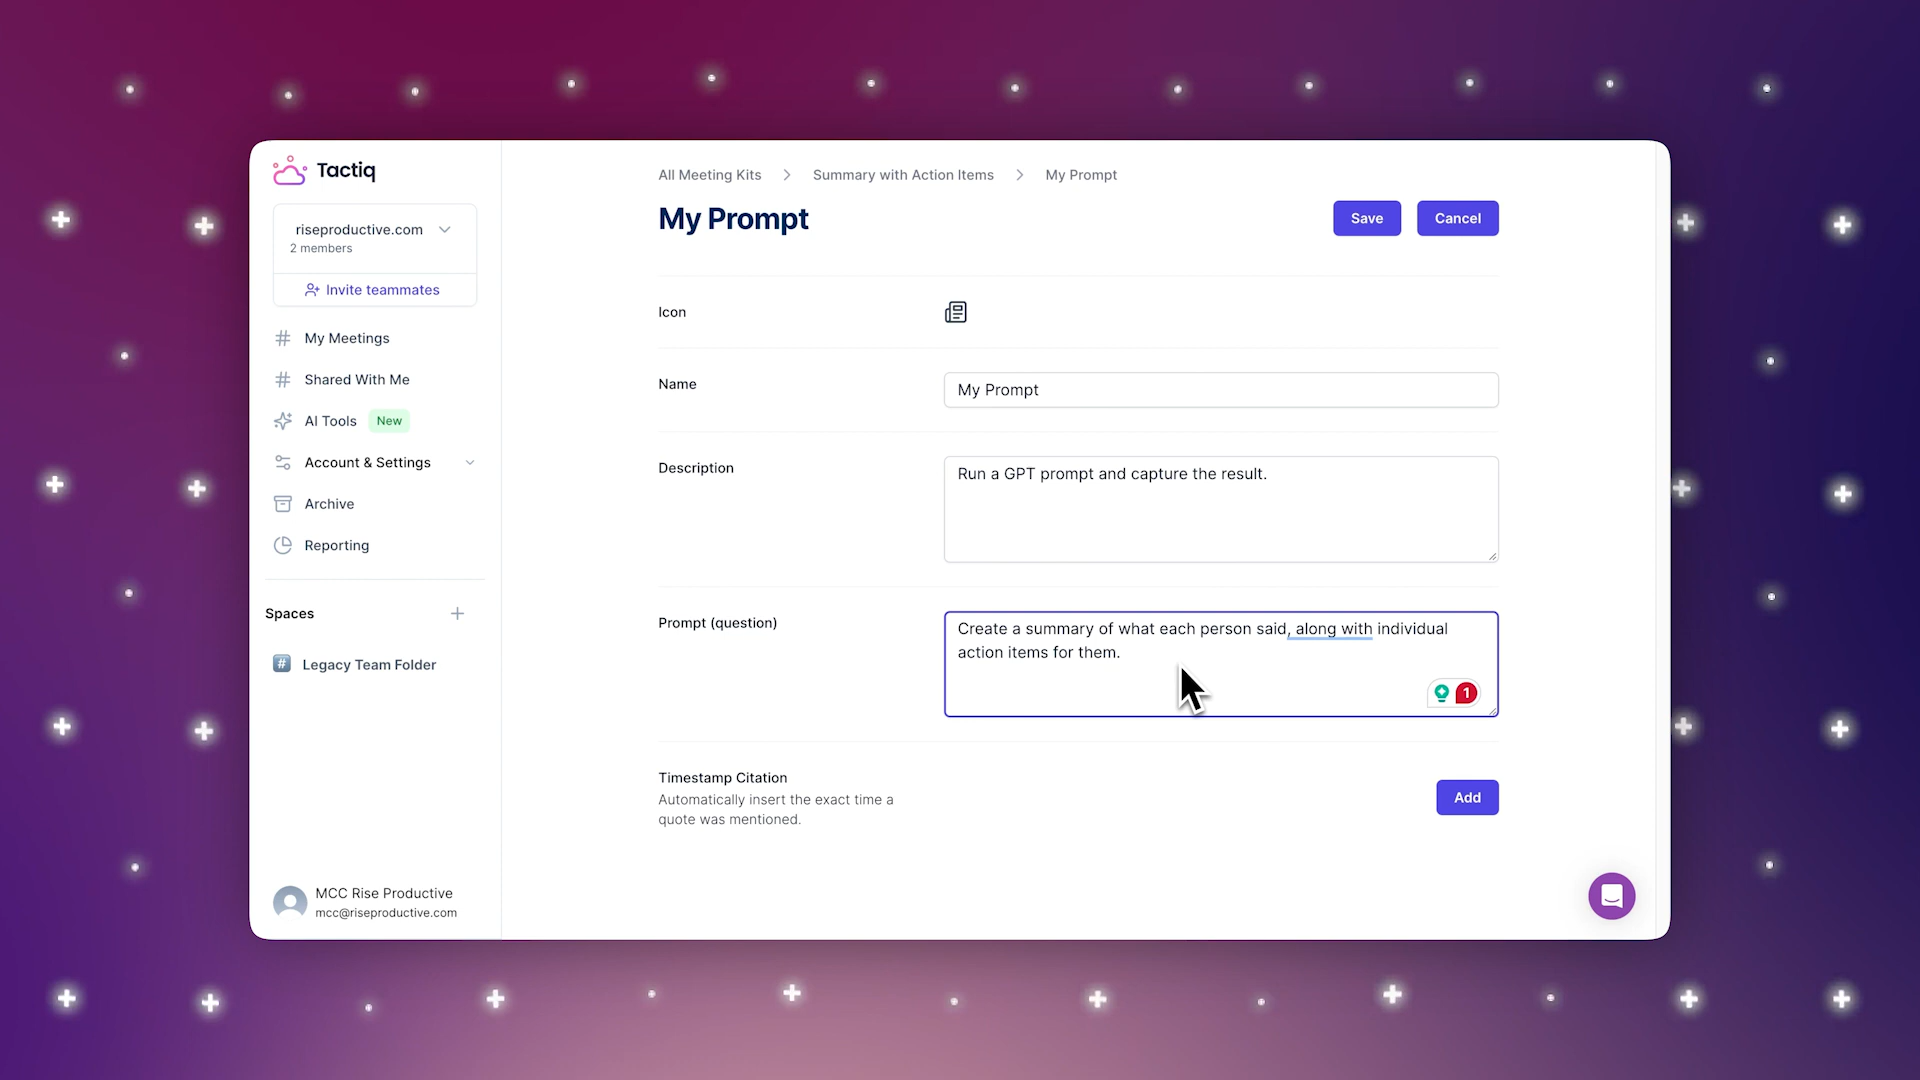 Tactiq
riseproductive.com
2 members
Invite teammates
My Meetings
Shared With Me
AI Tools New
Account & Settings
Archive
Reporting
Spaces
Legacy Team Folder
MCC Rise Productive
mcc@riseproductive.com
All Meeting Kits > Summary with Action Items > My Prompt
My Prompt
Save
Cancel
Icon
Name
My Prompt
Description
Run a GPT prompt and capture the result.
Prompt (question)
Create a summary of what each person said, along with individual
action items for them.
1
Timestamp Citation
Automatically insert the exact time a
quote was mentioned.
Add